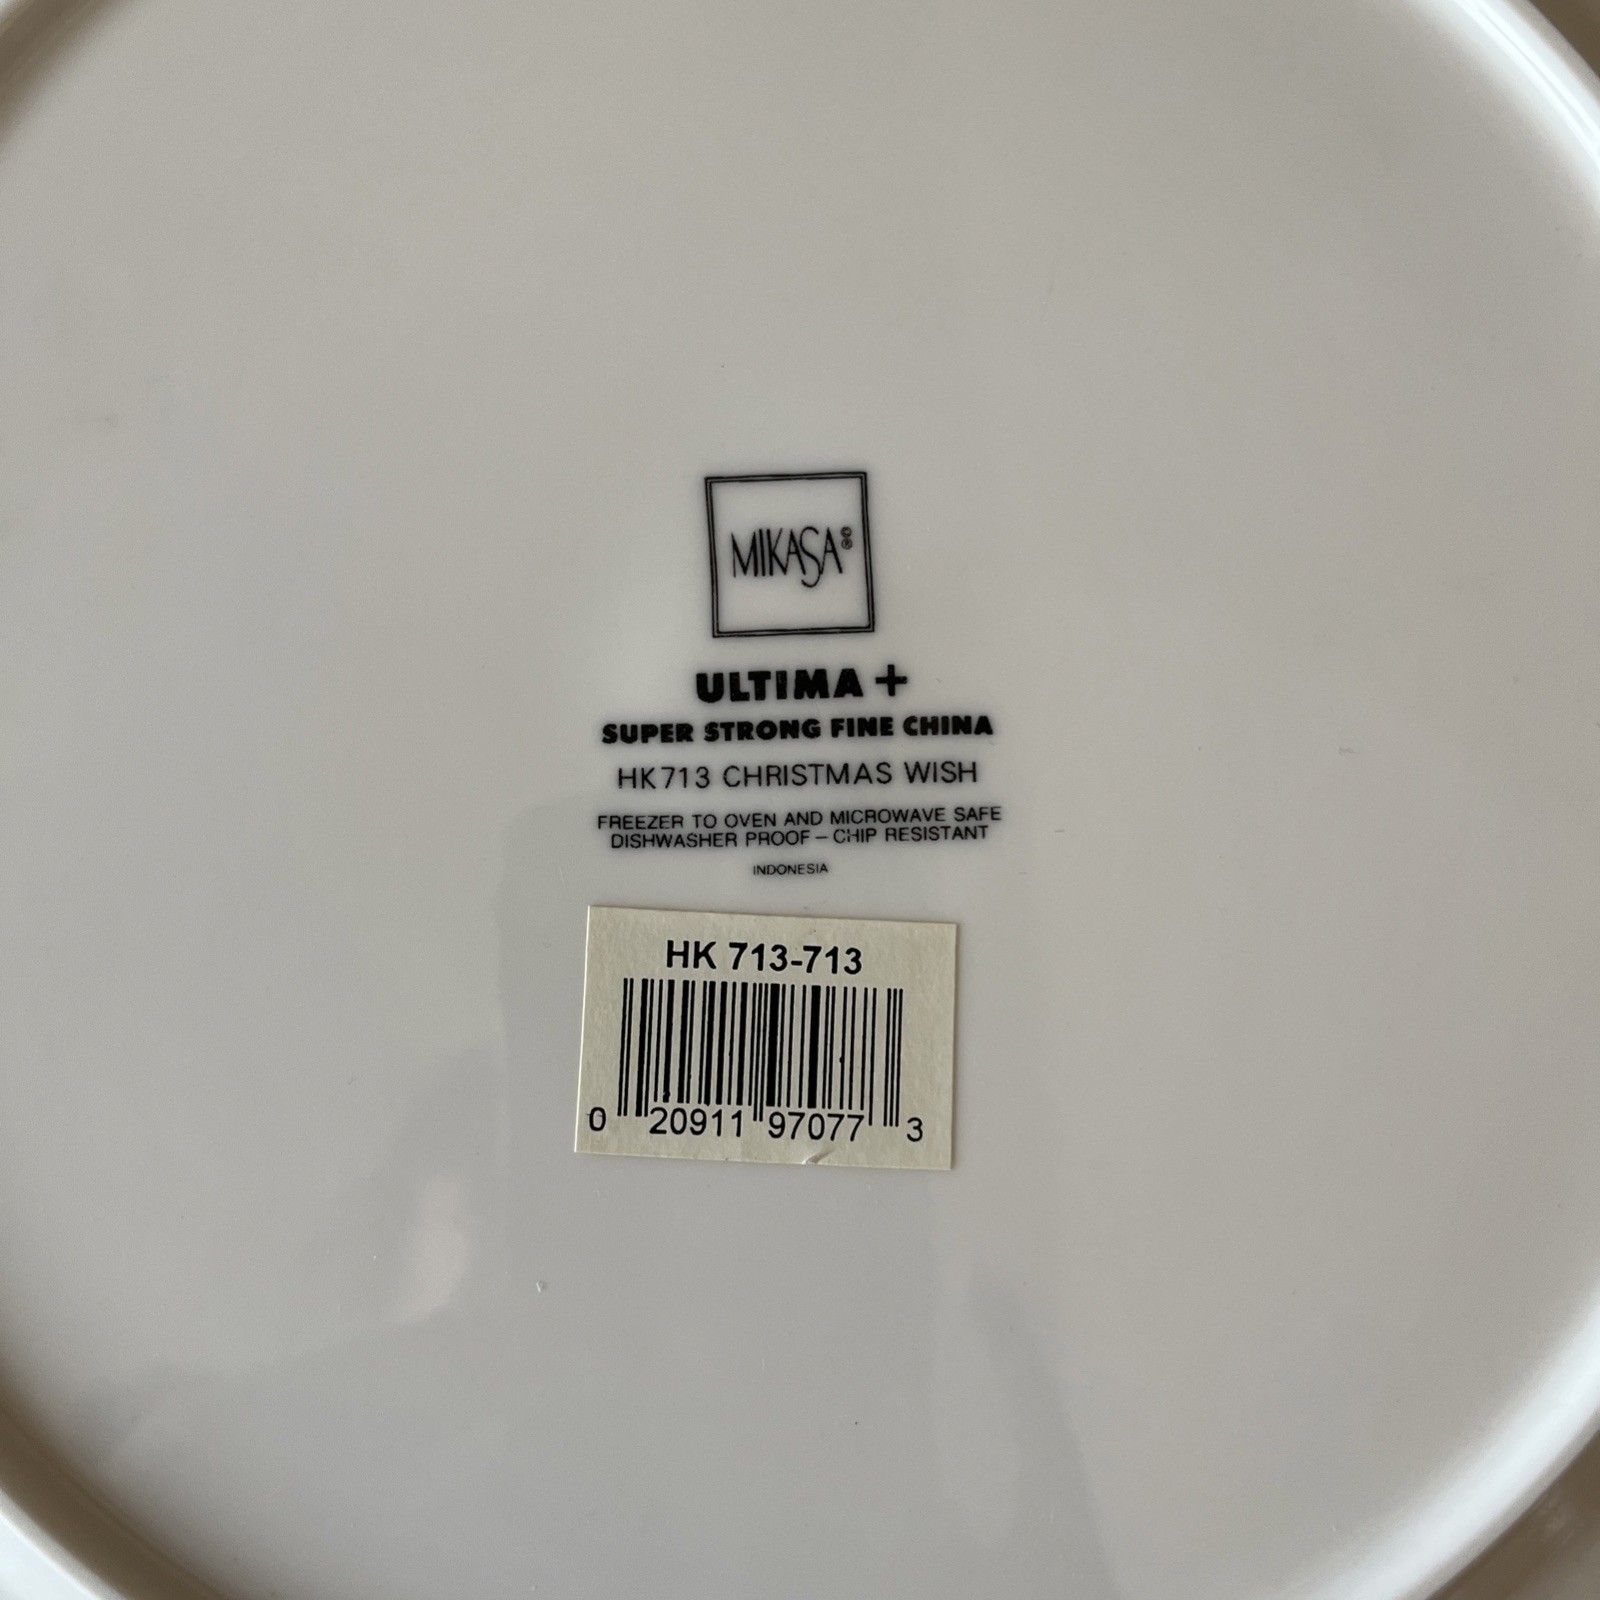 MIKASA©®
ULTIMA +
SUPER STRONG FINE CHINA
HK713 CHRISTMAS WISH
FREEZER TO OVEN AND MICROWAVE SAFE
DISHWASHER PROOF – CHIP RESISTANT
INDONESIA
HK 713-713
0 20911 97077 3